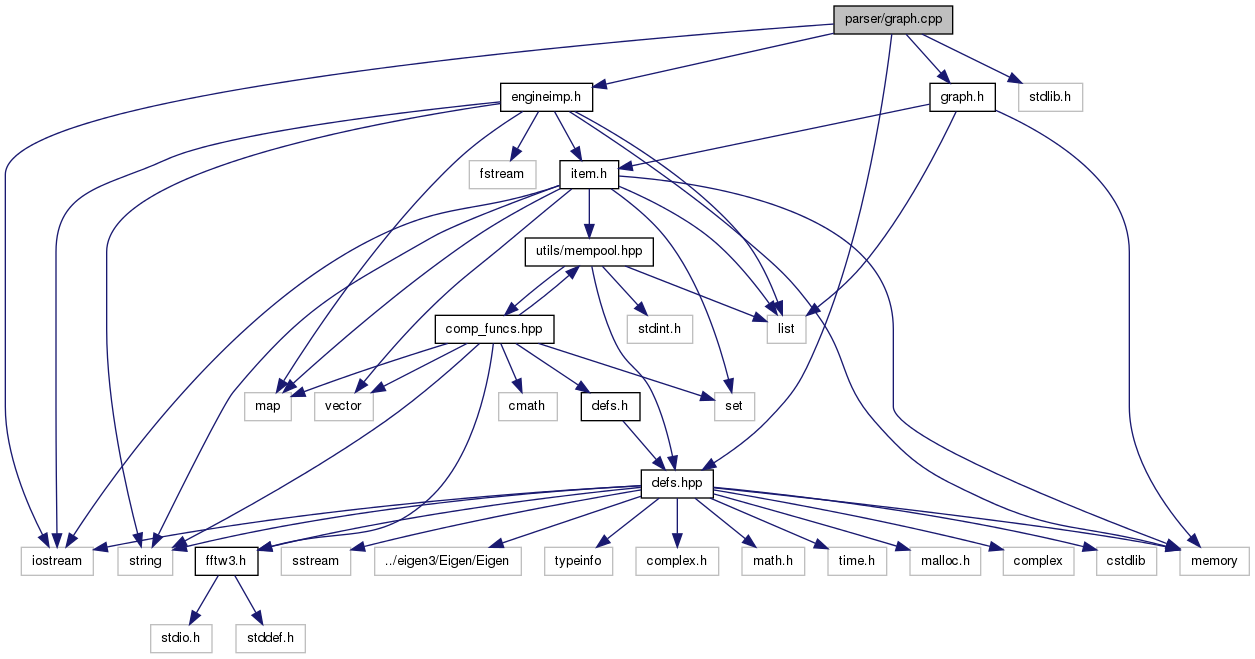 parser/graph.cpp
engineimp.h
graph.h
stdlib.h
fstream
item.h
utils/mempool.hpp
comp_funcs.hpp
stdint.h
list
map
vector
cmath
defs.h
set
defs.hpp
iostream
string
fftw3.h
sstream
../eigen3/Eigen/Eigen
typeinfo
complex.h
math.h
time.h
malloc.h
complex
cstdlib
memory
stdio.h
stddef.h